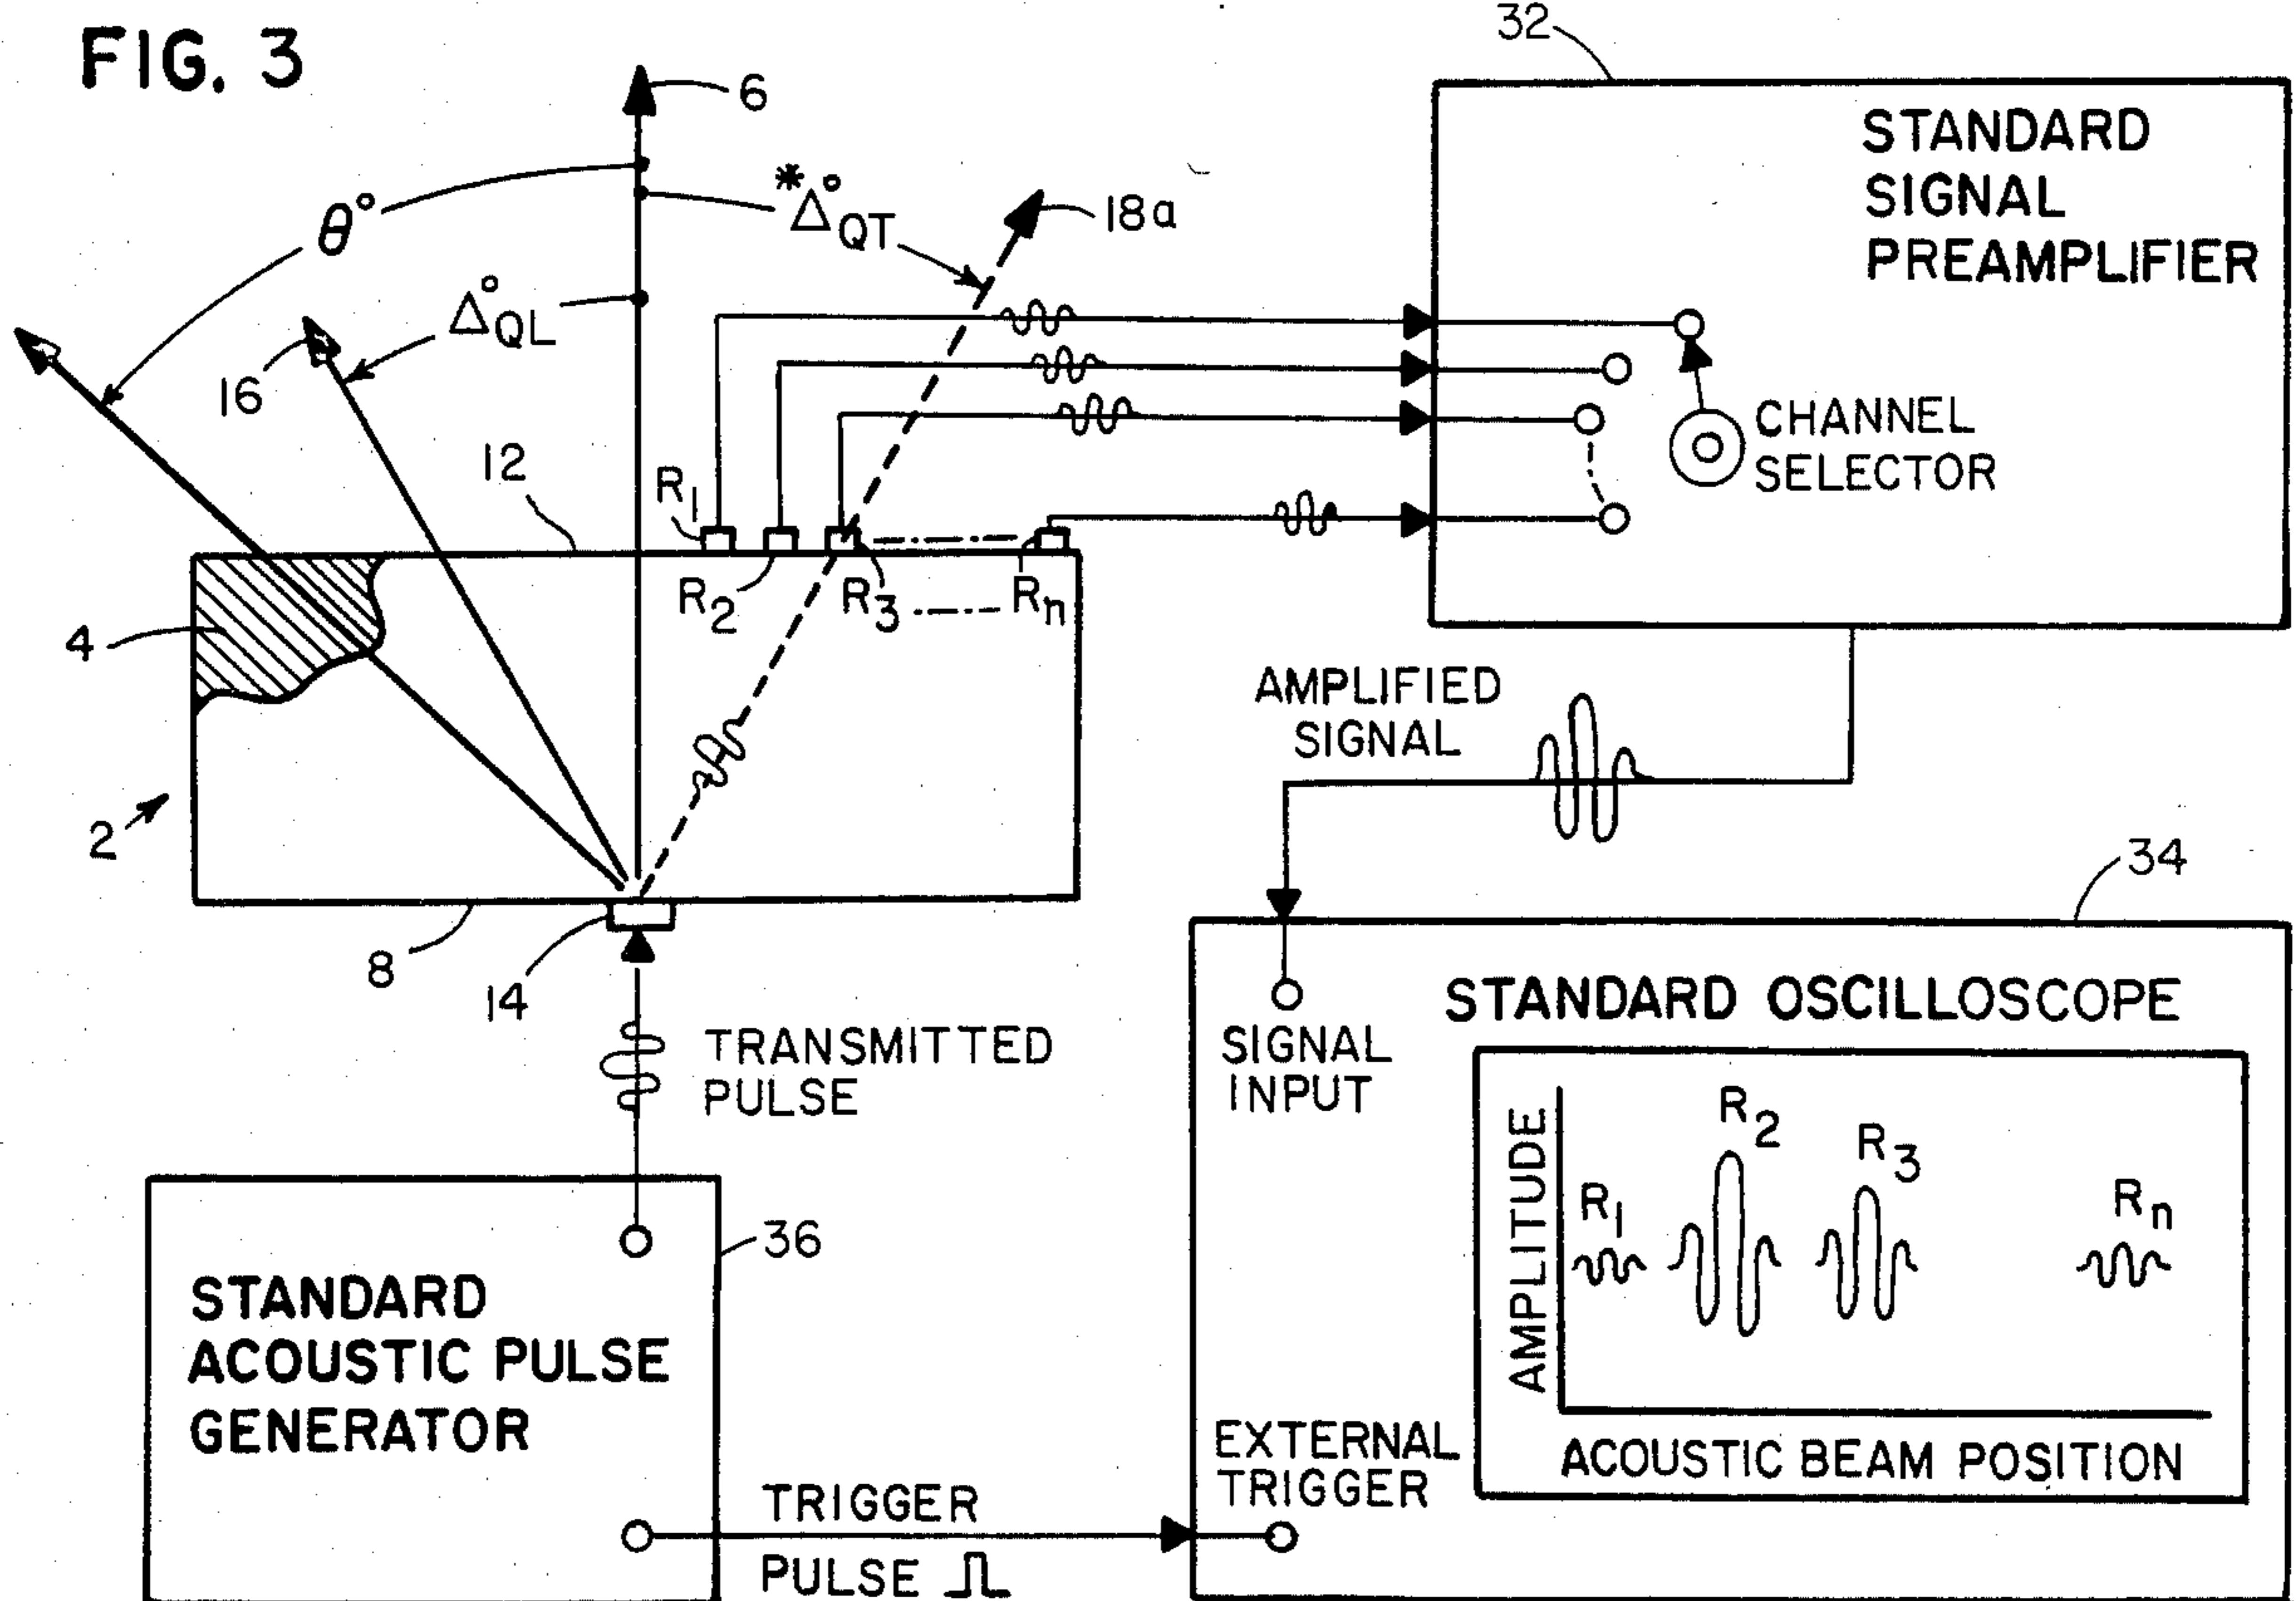 FIG. 3
32
6
STANDARD
SIGNAL
PREAMPLIFIER
θ°
*Δ°QT
18a
Δ°QL
16
CHANNEL
SELECTOR
12
R1
R2
R3
Rn
4
AMPLIFIED
SIGNAL
2
34
8
14
STANDARD OSCILLOSCOPE
TRANSMITTED
PULSE
SIGNAL
INPUT
AMPLITUDE
R1
R2
R3
Rn
ACOUSTIC BEAM POSITION
36
STANDARD
ACOUSTIC PULSE
GENERATOR
EXTERNAL
TRIGGER
TRIGGER
PULSE